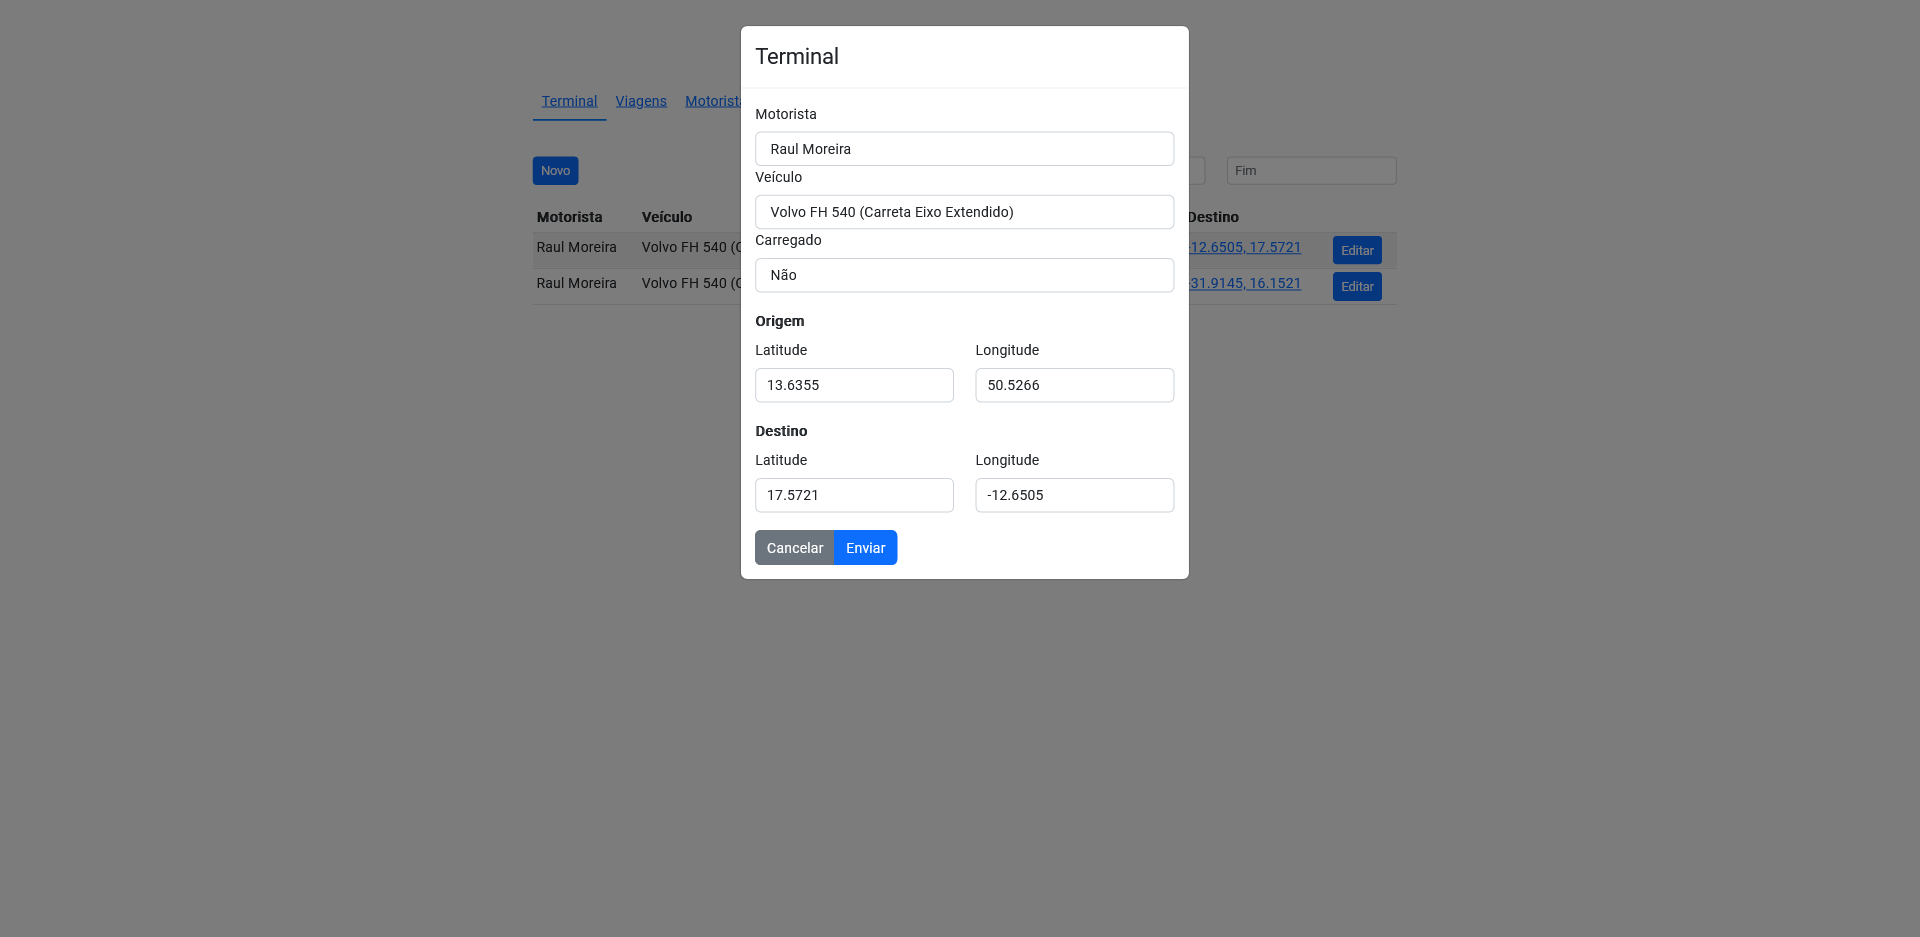 Terminal
Terminal Viagens Motorista
Motorista
Raul Moreira
Novo
Fim
Veículo
Motorista Veículo Destino
Volvo FH 540 (Carreta Eixo Extendido)
Carregado
Raul Moreira Volvo FH 540 (C -12.6505, 17.5721 Editar
Não
Raul Moreira Volvo FH 540 (C -31.9145, 16.1521 Editar
Origem
Latitude Longitude
13.6355 50.5266
Destino
Latitude Longitude
17.5721 -12.6505
Cancelar Enviar